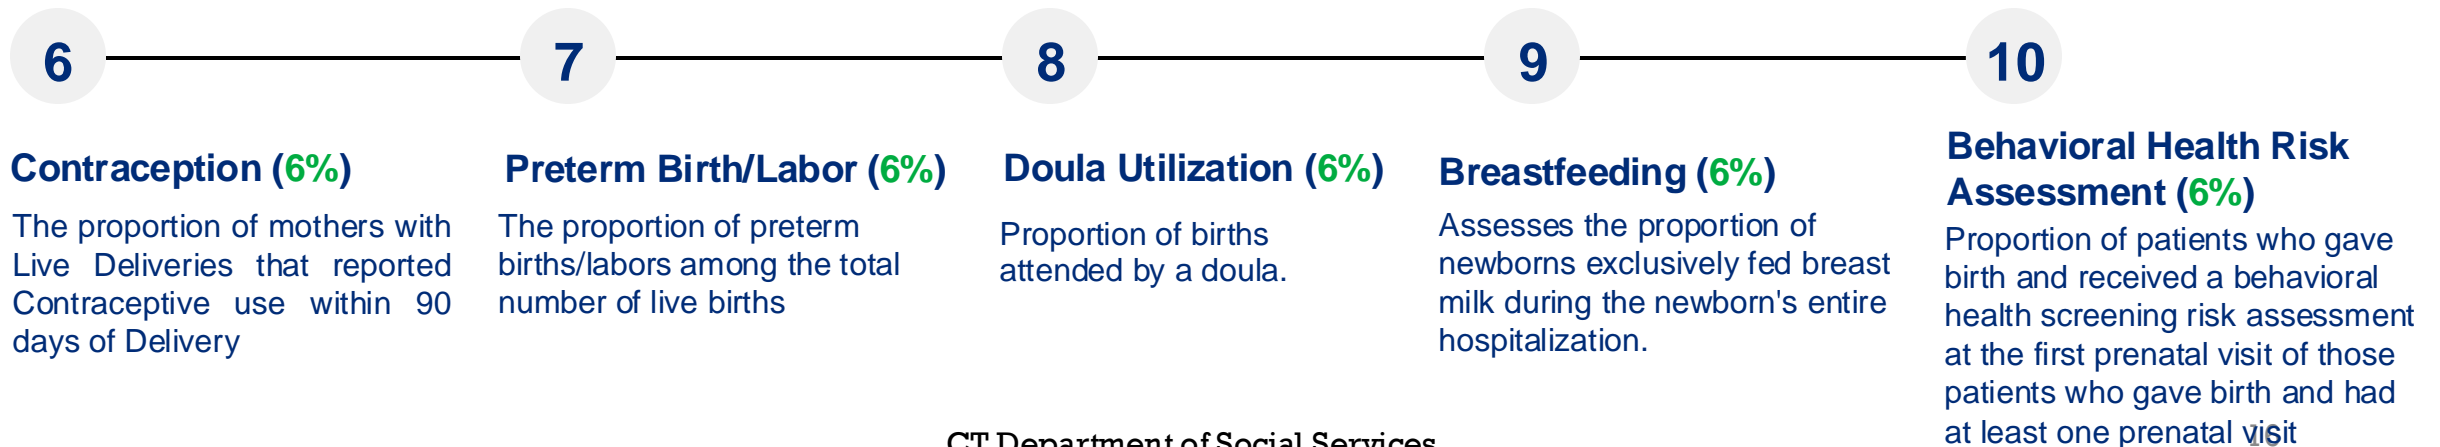 6
7
8
9
10
Contraception (6%)
The proportion of mothers with
Live Deliveries that reported
Contraceptive use within 90
days of Delivery
Preterm Birth/Labor (6%)
The proportion of preterm
births/labors among the total
number of live births
Doula Utilization (6%)
Proportion of births
attended by a doula.
Breastfeeding (6%)
Assesses the proportion of
newborns exclusively fed breast
milk during the newborn's entire
hospitalization.
Behavioral Health Risk
Assessment (6%)
Proportion of patients who gave
birth and received a behavioral
health screening risk assessment
at the first prenatal visit of those
patients who gave birth and had
at least one prenatal visit
CT Department of Social Services
16